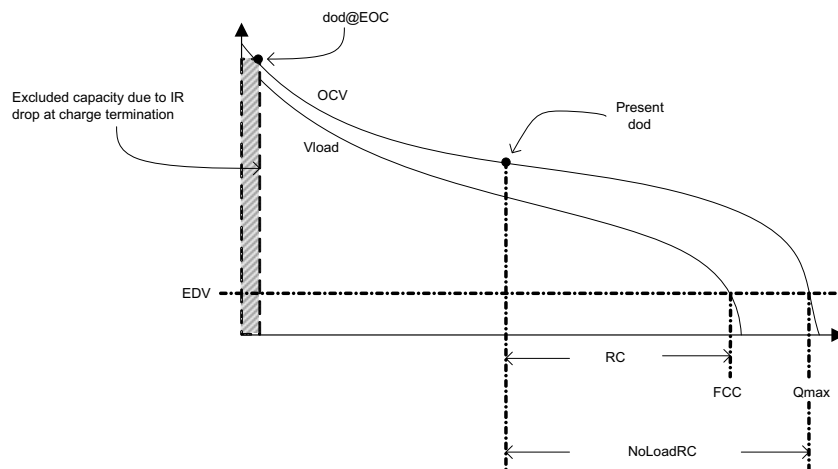 dod@EOC
OCV
Excluded capacity due to IR
drop at charge termination
Present
dod
Vload
EDV
RC
FCC
Qmax
NoLoadRC